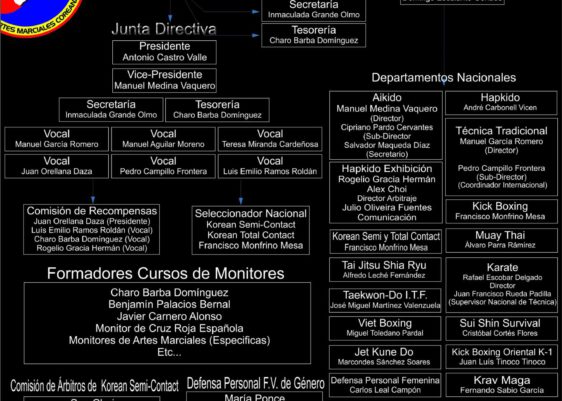 ARTES MARCIALES COREANAS
Secretaría
Inmaculada Grande Olmo
Tesorería
Charo Barba Domínguez
Junta Directiva
Presidente
Antonio Castro Valle
Vice-Presidente
Manuel Medina Vaquero
Secretaría
Inmaculada Grande Olmo
Tesorería
Charo Barba Domínguez
Vocal
Manuel García Romero
Vocal
Manuel Aguilar Moreno
Vocal
Teresa Miranda Cardeñosa
Vocal
Juan Orellana Daza
Vocal
Pedro Campillo Frontera
Vocal
Luis Emilio Ramos Roldán
Comisión de Recompensas
Juan Orellana Daza (Presidente)
Luis Emilio Ramos Roldán (Vocal)
Charo Barba Domínguez (Vocal)
Rogelio Gracia Hermán (Vocal)
Seleccionador Nacional
Korean Semi-Contact
Korean Total Contact
Francisco Monfrino Mesa
Formadores Cursos de Monitores
Charo Barba Domínguez
Benjamín Palacios Bernal
Javier Carnero Alonso
Monitor de Cruz Roja Española
Monitores de Artes Marciales (Especificas)
Etc...
Comisión de Árbitros de Korean Semi-Contact
Defensa Personal F.V. de Género
María Ponce
Departamentos Nacionales
Aikido
Manuel Medina Vaquero
(Director)
Cipriano Pardo Cervantes
(Sub-Director
Salvador Maqueda Díaz
(Secretario)
Hapkido Exhibición
Rogelio Gracia Hermán
Alex Choi
Director Arbitraje
Julio Oliveira Fuentes
Comunicación
Korean Semi y Total Contact
Francisco Monfrino Mesa
Tai Jitsu Shia Ryu
Alfredo Leché Fernández
Taekwon-Do I.T.F.
José Miguel Martínez Valenzuela
Viet Boxing
Miguel Toledano Pardal
Jet Kune Do
Marcondes Sánchez Soares
Defensa Personal Femenina
Carlos Leal Campón
Hapkido
André Carbonell Vicen
Técnica Tradicional
Manuel García Romero
(Director)
Pedro Campillo Frontera
(Sub-Director)
(Coordinador Internacional)
Kick Boxing
Francisco Monfrino Mesa
Muay Thai
Álvaro Parra Ramírez
Karate
Rafael Escobar Delgado
Director
Juan Francisco Rueda Padilla
(Supervisor Nacional de Técnica)
Sui Shin Survival
Cristóbal Cortés Flores
Kick Boxing Oriental K-1
Juan Luis Tinoco Tinoco
Krav Maga
Fernando Sabio García